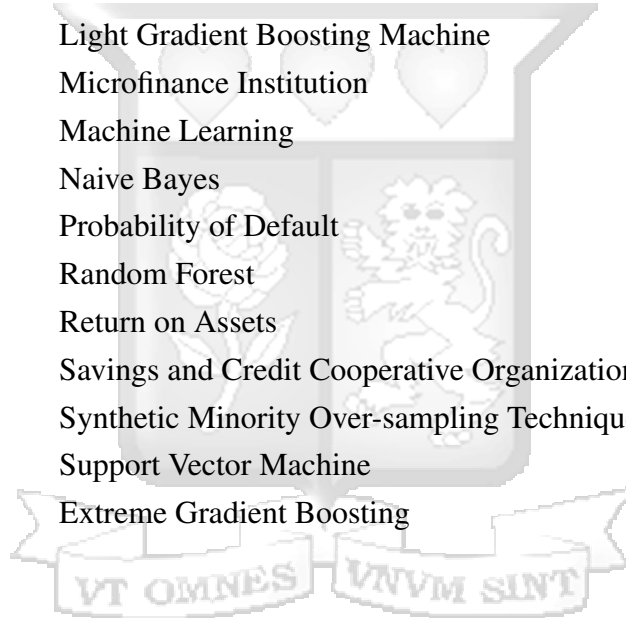 Light Gradient Boosting Machine
Microfinance Institution
Machine Learning
Naive Bayes
Probability of Default
Random Forest
Return on Assets
Savings and Credit Cooperative Organization
Synthetic Minority Over-sampling Techniqu
Support Vector Machine
Extreme Gradient Boosting
VT OMNES VNVM SINT